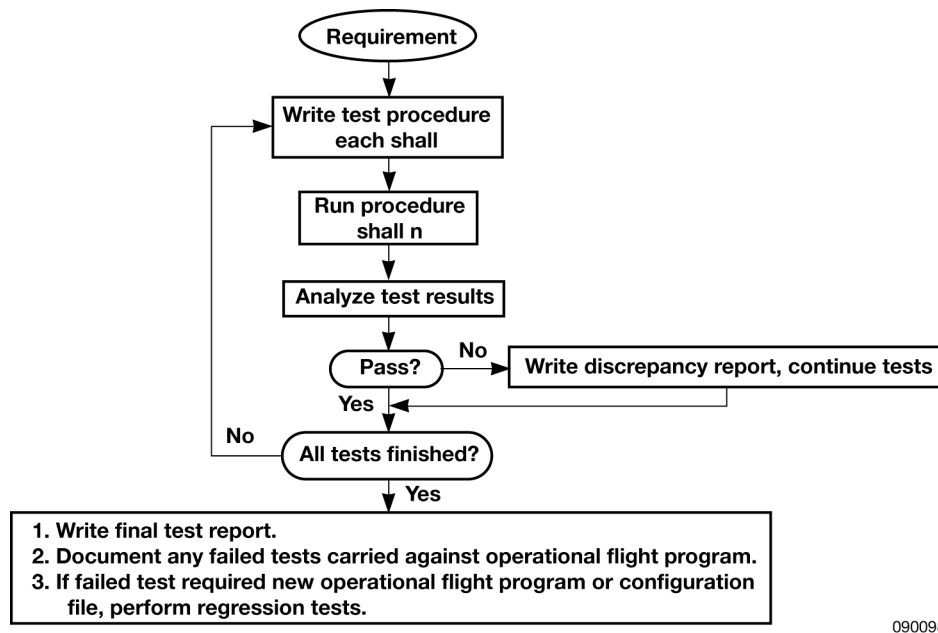 Requirement
Write test procedure
each shall
Run procedure
shall n
Analyze test results
Pass?
No
Write discrepancy report, continue tests
Yes
No
All tests finished?
Yes
1. Write final test report.
2. Document any failed tests carried against operational flight program.
3. If failed test required new operational flight program or configuration
file, perform regression tests.